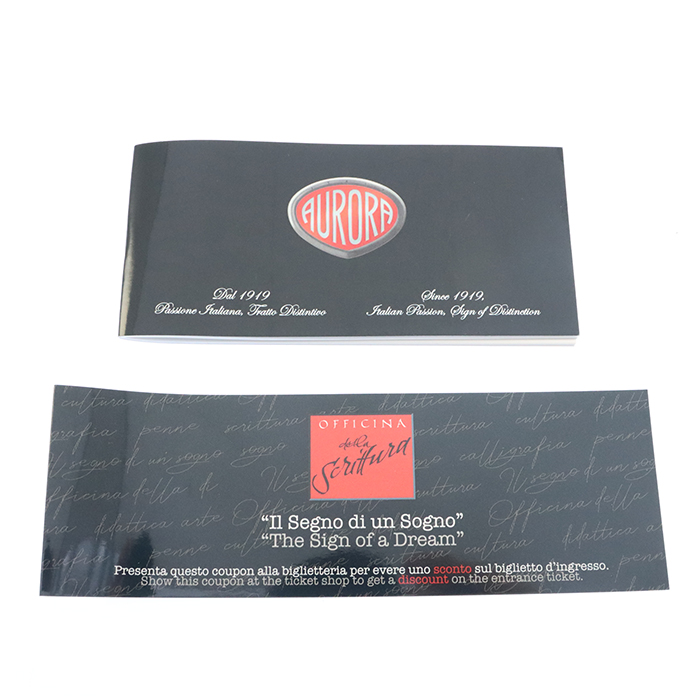 AURORA
Dal 1919
Passione Italiana, Tratto Distintivo
Since 1919,
Italian Passion, Sign of Distinction
OFFICINA
della
Scrittura
"Il Segno di un Sogno"
"The Sign of a Dream"
Presenta questo coupon alla biglietteria per evere uno sconto sul biglietto d'ingresso.
Show this coupon at the ticket shop to get a discount on the entrance ticket.